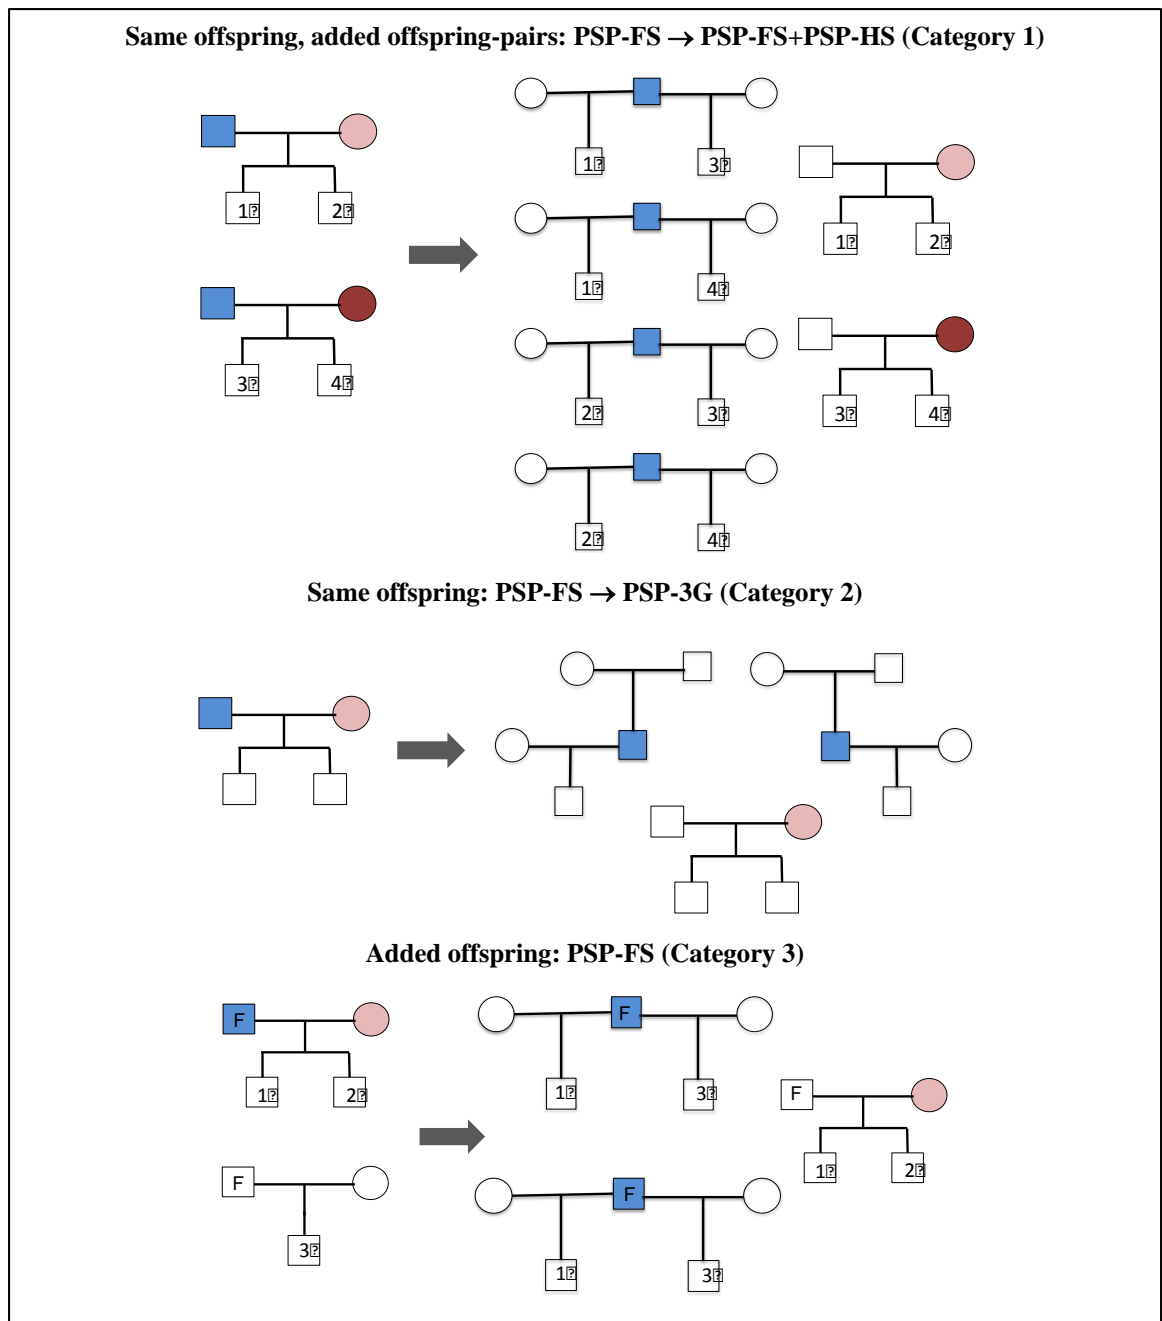 Same offspring, added offspring-pairs: PSP-FS → PSP-FS+PSP-HS (Category 1)
1 3
1 2
1 2
1 4
3 4
2 3
3 4
2 4
Same offspring: PSP-FS → PSP-3G (Category 2)
Added offspring: PSP-FS (Category 3)
F F
1 2
1 3
F
1 2
F F
3
1 3